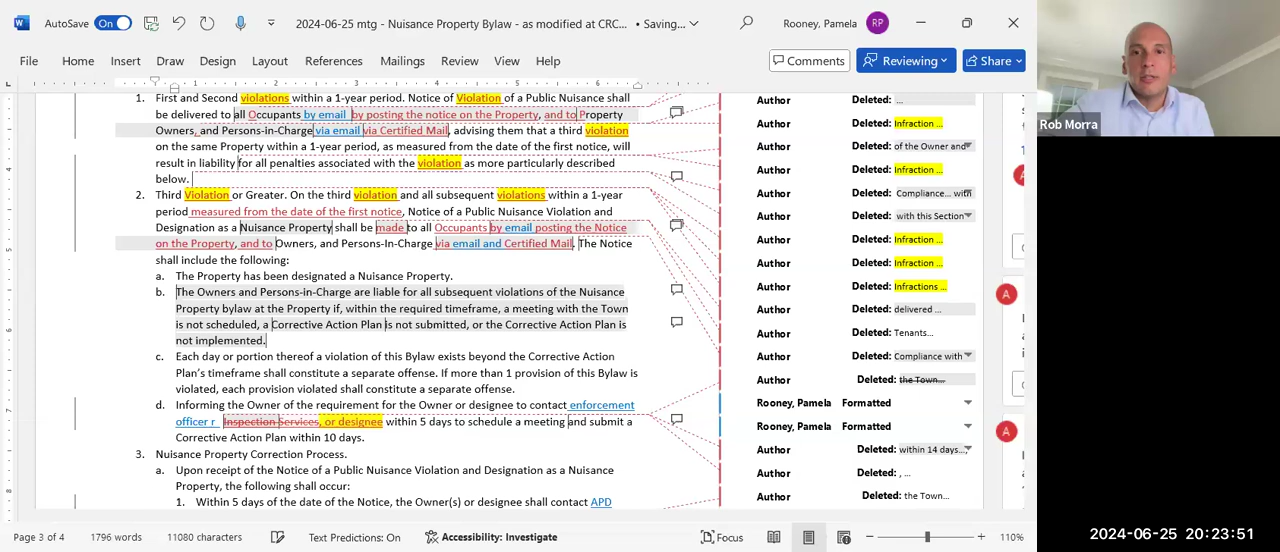 AutoSave On 2024-06-25 mtg - Nuisance Property Bylaw - as modified at CRC... • Saving... Rooney, Pamela RP
File Home Insert Draw Design Layout References Mailings Review View Help Comments Reviewing Share
1. First and Second violations within a 1-year period. Notice of Violation of a Public Nuisance shall
be delivered to all Occupants by email by posting the notice on the Property, and to Property
Owners, and Persons-in-Charge via email via Certified Mail, advising them that a third violation
on the same Property within a 1-year period, as measured from the date of the first notice, will
result in liability for all penalties associated with the violation as more particularly described
below.
2. Third Violation or Greater. On the third violation and all subsequent violations within a 1-year
period measured from the date of the first notice, Notice of a Public Nuisance Violation and
Designation as a Nuisance Property shall be made to all Occupants by email posting the Notice
on the Property, and to Owners, and Persons-In-Charge via email and Certified Mail. The Notice
shall include the following:
a. The Property has been designated a Nuisance Property.
b. The Owners and Persons-in-Charge are liable for all subsequent violations of the Nuisance
Property bylaw at the Property if, within the required timeframe, a meeting with the Town
is not scheduled, a Corrective Action Plan is not submitted, or the Corrective Action Plan is
not implemented.
c. Each day or portion thereof a violation of this Bylaw exists beyond the Corrective Action
Plan's timeframe shall constitute a separate offense. If more than 1 provision of this Bylaw is
violated, each provision violated shall constitute a separate offense.
d. Informing the Owner of the requirement for the Owner or designee to contact enforcement
officer r Inspection Services, or designee within 5 days to schedule a meeting and submit a
Corrective Action Plan within 10 days.
3. Nuisance Property Correction Process.
a. Upon receipt of the Notice of a Public Nuisance Violation and Designation as a Nuisance
Property, the following shall occur:
1. Within 5 days of the date of the Notice, the Owner(s) or designee shall contact APD
Author Deleted: ...
Author Deleted: Infraction ...
Author Deleted: of the Owner and
Author Deleted: Infraction ...
Author Deleted: Compliance... with
Author Deleted: with this Section
Author Deleted: Infraction ...
Author Deleted: Infraction ...
Author Deleted: Infractions ...
Author Deleted: delivered ...
Author Deleted: Tenants...
Author Deleted: Compliance with
Author Deleted: the Town...
Rooney, Pamela Formatted
Rooney, Pamela Formatted
Author Deleted: within 14 days...,
Author Deleted: , ...
Author Deleted: the Town...
A
A
Page 3 of 4 1796 words 11080 characters Text Predictions: On Accessibility: Investigate Focus 110%
Rob Morra
2024-06-25 20:23:51